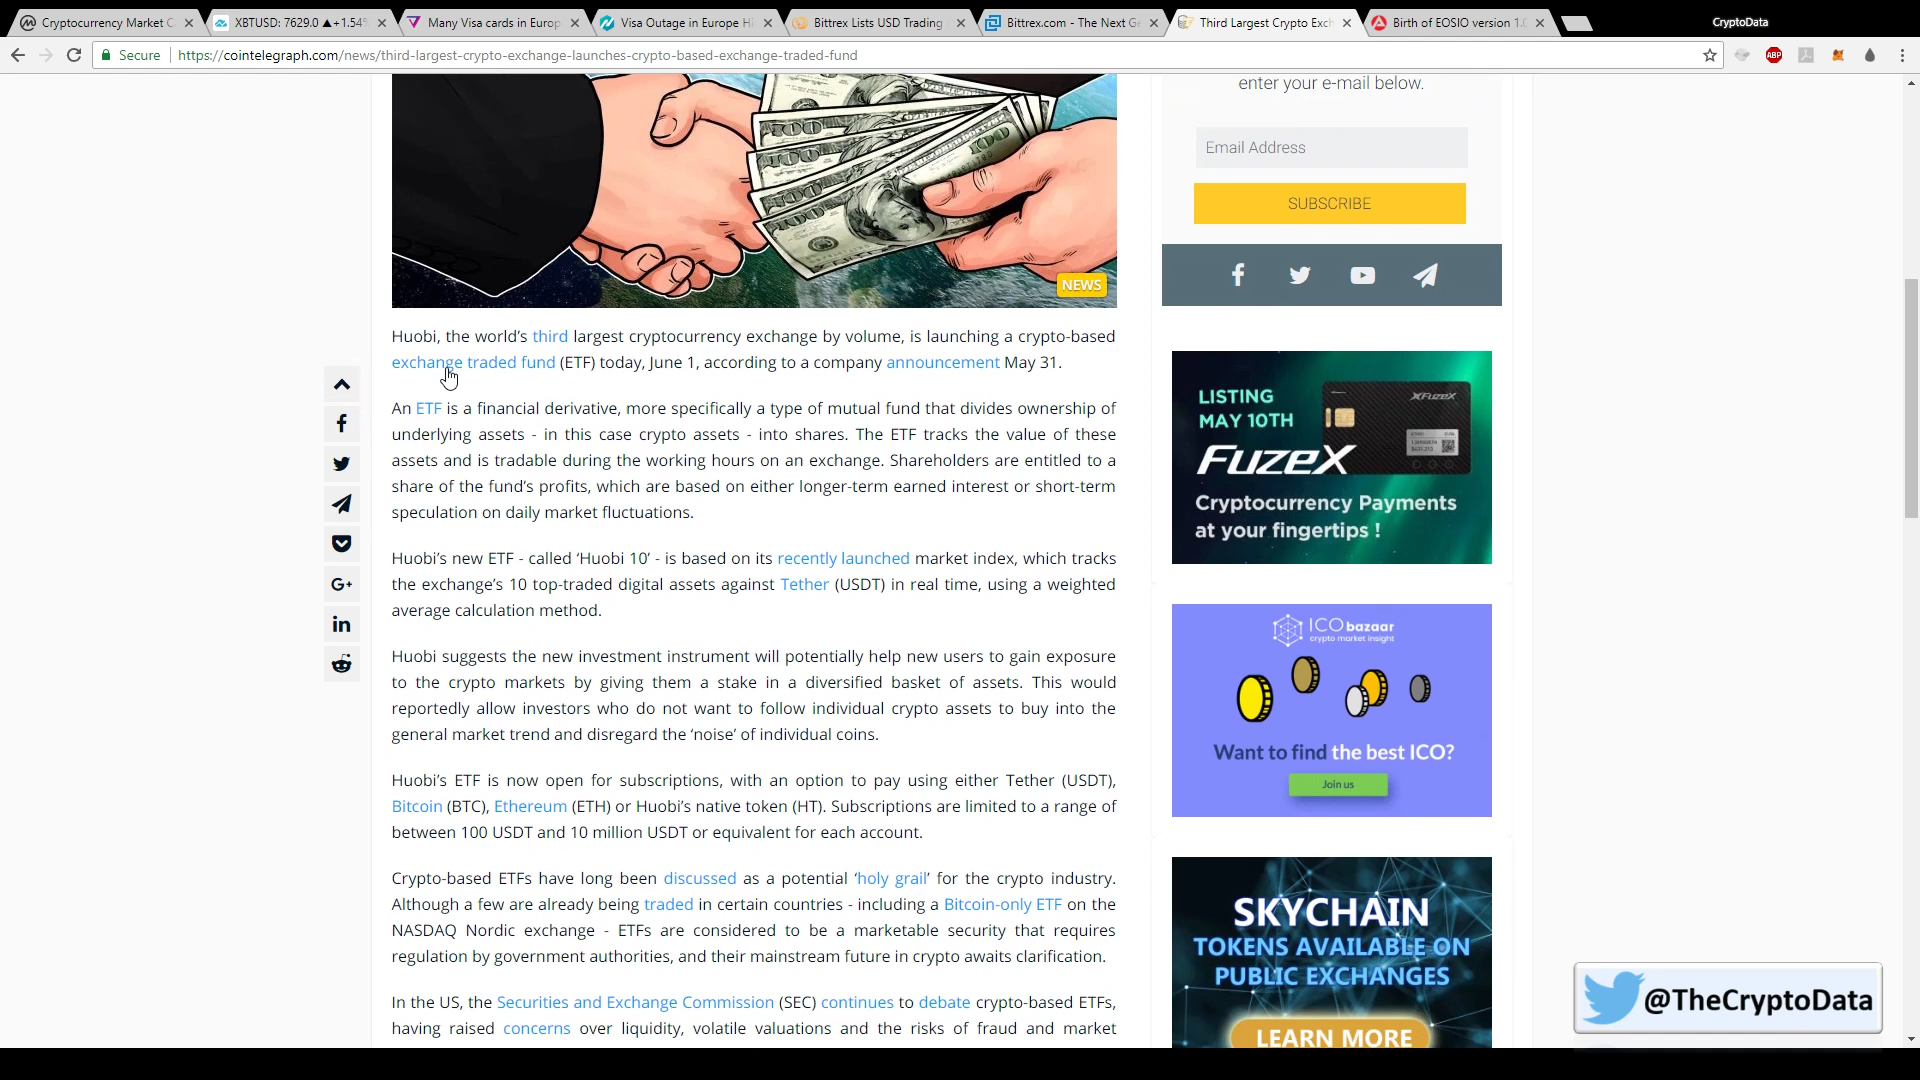 Cryptocurrency Market C
XBTUSD: 7629.0 ▲+1.54%
Many Visa cards in Europ
Visa Outage in Europe Hi
Bittrex Lists USD Trading
Bittrex.com - The Next Ge
Third Largest Crypto Exch
Birth of EOSIO version 1.0
CryptoData
Secure
https://cointelegraph.com/news/third-largest-crypto-exchange-launches-crypto-based-exchange-traded-fund
ABP
enter your e-mail below.
Email Address
SUBSCRIBE
NEWS
Huobi, the world's third largest cryptocurrency exchange by volume, is launching a crypto-based
exchange traded fund (ETF) today, June 1, according to a company announcement May 31.
An ETF is a financial derivative, more specifically a type of mutual fund that divides ownership of
underlying assets - in this case crypto assets - into shares. The ETF tracks the value of these
assets and is tradable during the working hours on an exchange. Shareholders are entitled to a
share of the fund's profits, which are based on either longer-term earned interest or short-term
speculation on daily market fluctuations.
Huobi's new ETF - called ‘Huobi 10’ - is based on its recently launched market index, which tracks
the exchange's 10 top-traded digital assets against Tether (USDT) in real time, using a weighted
average calculation method.
Huobi suggests the new investment instrument will potentially help new users to gain exposure
to the crypto markets by giving them a stake in a diversified basket of assets. This would
reportedly allow investors who do not want to follow individual crypto assets to buy into the
general market trend and disregard the ‘noise’ of individual coins.
Huobi's ETF is now open for subscriptions, with an option to pay using either Tether (USDT),
Bitcoin (BTC), Ethereum (ETH) or Huobi's native token (HT). Subscriptions are limited to a range of
between 100 USDT and 10 million USDT or equivalent for each account.
Crypto-based ETFs have long been discussed as a potential ‘holy grail’ for the crypto industry.
Although a few are already being traded in certain countries - including a Bitcoin-only ETF on the
NASDAQ Nordic exchange - ETFs are considered to be a marketable security that requires
regulation by government authorities, and their mainstream future in crypto awaits clarification.
In the US, the Securities and Exchange Commission (SEC) continues to debate crypto-based ETFs,
having raised concerns over liquidity, volatile valuations and the risks of fraud and market
G+
in
LISTING
MAY 10TH
XFUZEX
FUZEX
Cryptocurrency Payments
at your fingertips !
ICO bazaar
crypto market insight
Want to find the best ICO?
Join us
SKYCHAIN
TOKENS AVAILABLE ON
PUBLIC EXCHANGES
LEARN MORE
@TheCryptoData